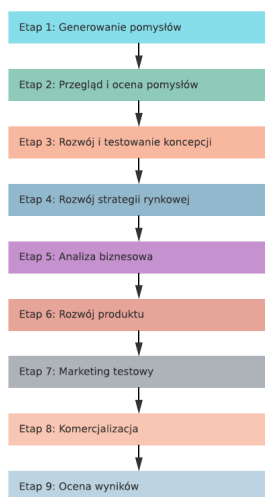 Etap 1: Generowanie pomysłów
Etap 2: Przegląd i ocena pomysłów
Etap 3: Rozwój i testowanie koncepcji
Etap 4: Rozwój strategii rynkowej
Etap 5: Analiza biznesowa
Etap 6: Rozwój produktu
Etap 7: Marketing testowy
Etap 8: Komercjalizacja
Etap 9: Ocena wyników